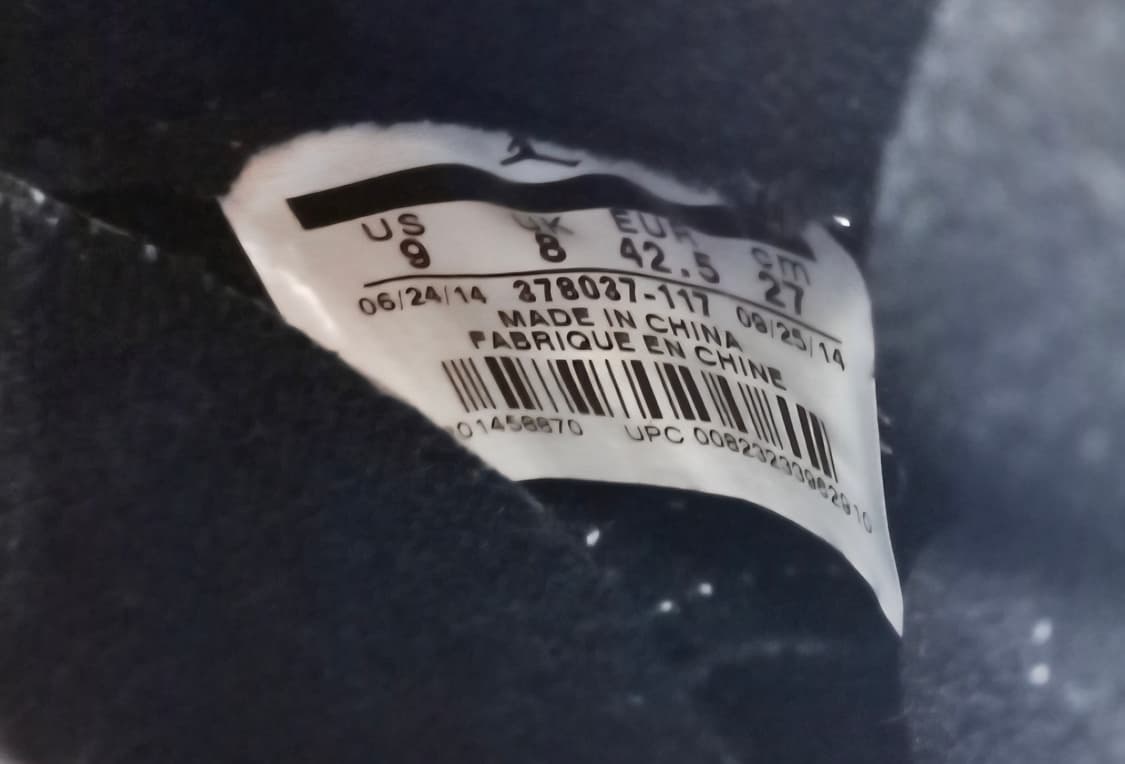 US UK EUR cm
9 8 42.5 27
06/24/14 378037-117 09/25/14
MADE IN CHINA
FABRIQUE EN CHINE
UPC